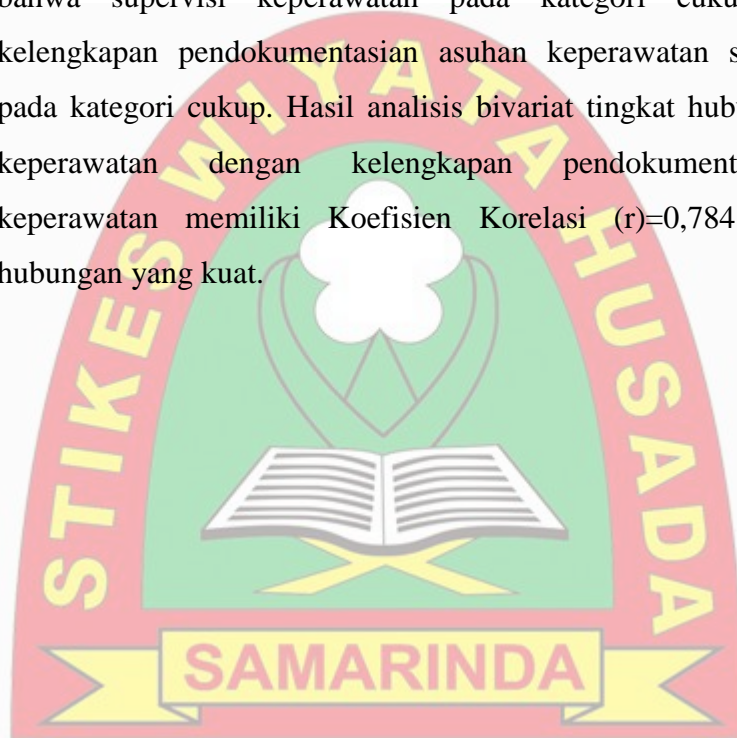 bahwa supervisi keperawatan pada kategori
kelengkapan pendokumentasian asuhan keperawatan
pada kategori cukup. Hasil analisis bivariat tingkat
keperawatan dengan kelengkapan
keperawatan memiliki Koefisien Korelasi (r)=0,784
hubungan yang kuat.
STIKES WIYATA HUSADA
SAMARINDA